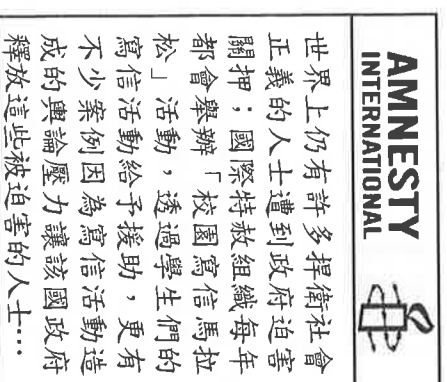 AMNESTY
INTERNATIONAL
世界上仍有許多捍衛社會
正義的人士遭到政府迫害
關押；國際特赦組織每年
都會舉辦「校園寫信馬拉
松」活動，透過學生們的
寫信活動給予援助，更有
不少案例因為寫信活動造
成的輿論壓力讓該國政府
釋放這些被迫害的人士…